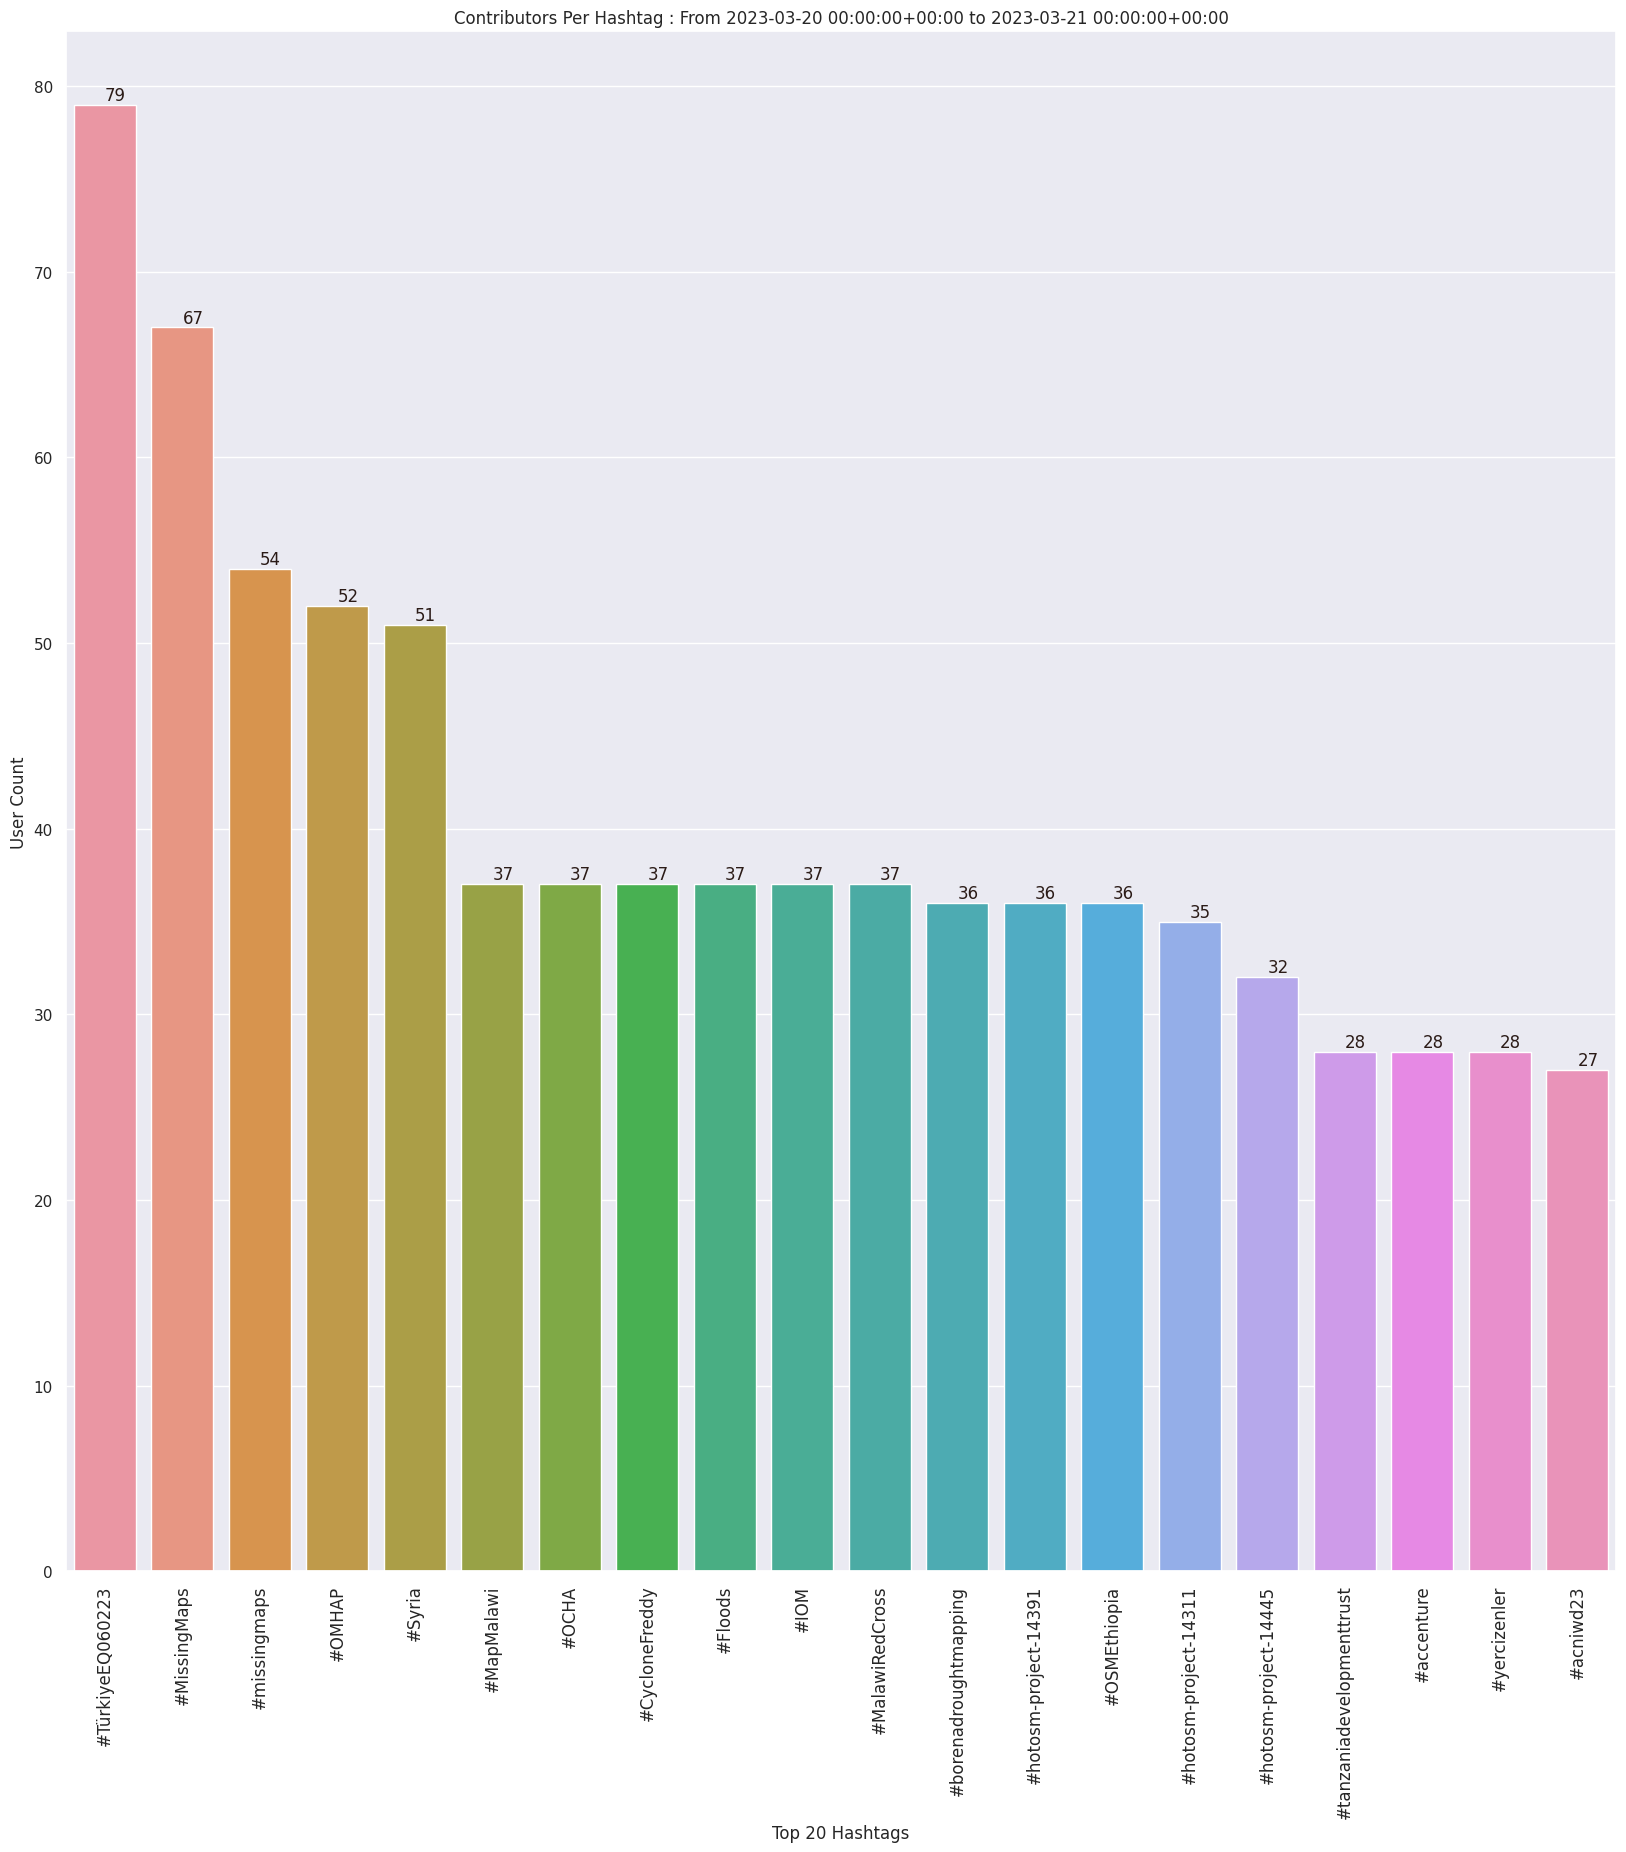 Contributors Per Hashtag : From 2023-03-20 00:00:00+00:00 to 2023-03-21 00:00:00+00:00
User Count
80
70
60
50
40
30
20
10
0
79
67
54
52
51
37
37
37
37
37
37
36
36
36
35
32
28
28
28
27
#TürkiyeEQ060223
#MissingMaps
#missingmaps
#OMHAP
#Syria
#MapMalawi
#OCHA
#CycloneFreddy
#Floods
#IOM
#MalawiRedCross
#borenadroughtmapping
#hotosm-project-14391
#OSMEthiopia
#hotosm-project-14311
#hotosm-project-14445
#tanzaniadevelopmenttrust
#accenture
#yercizenler
#acniwd23
Top 20 Hashtags